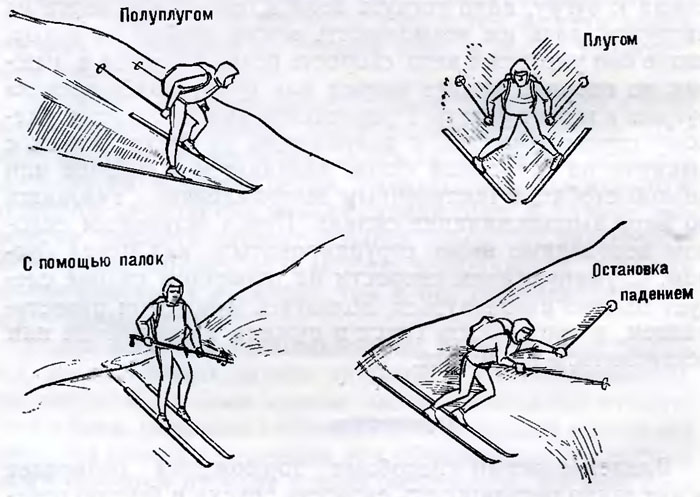 Полуплугом
Плугом
С помощью палок
Остановка
падением